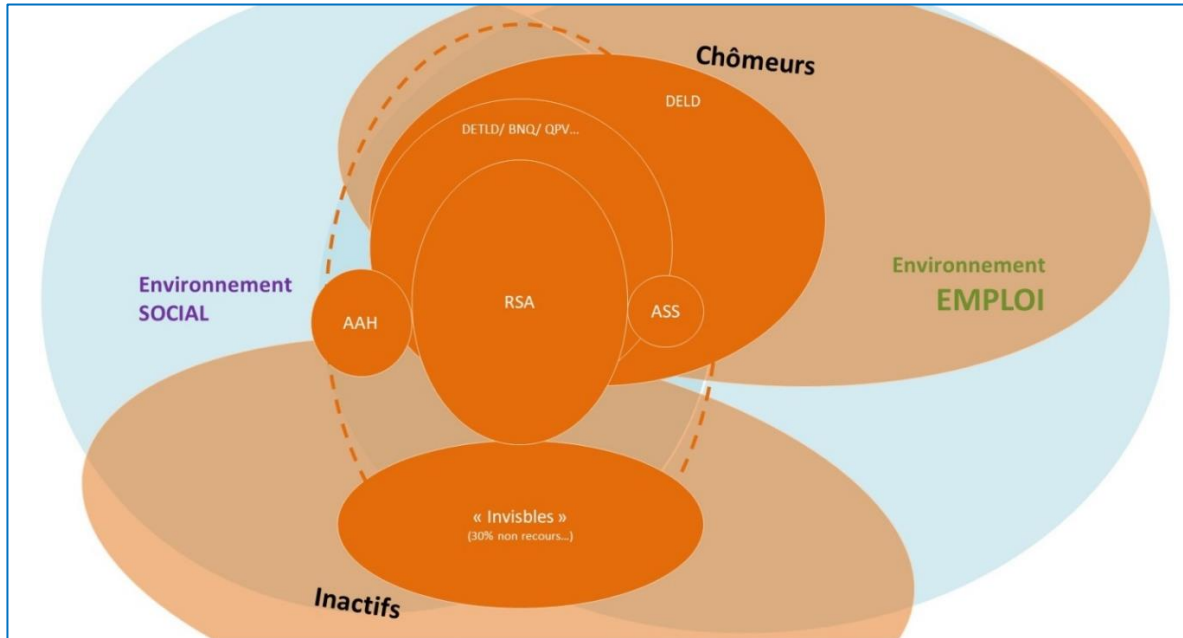 Chômeurs
DELD
DETLD/ BNQ/ QPV...
Environnement
SOCIAL
Environnement
EMPLOI
AAH
RSA
ASS
« Invisbles »
(30% non recours...)
Inactifs